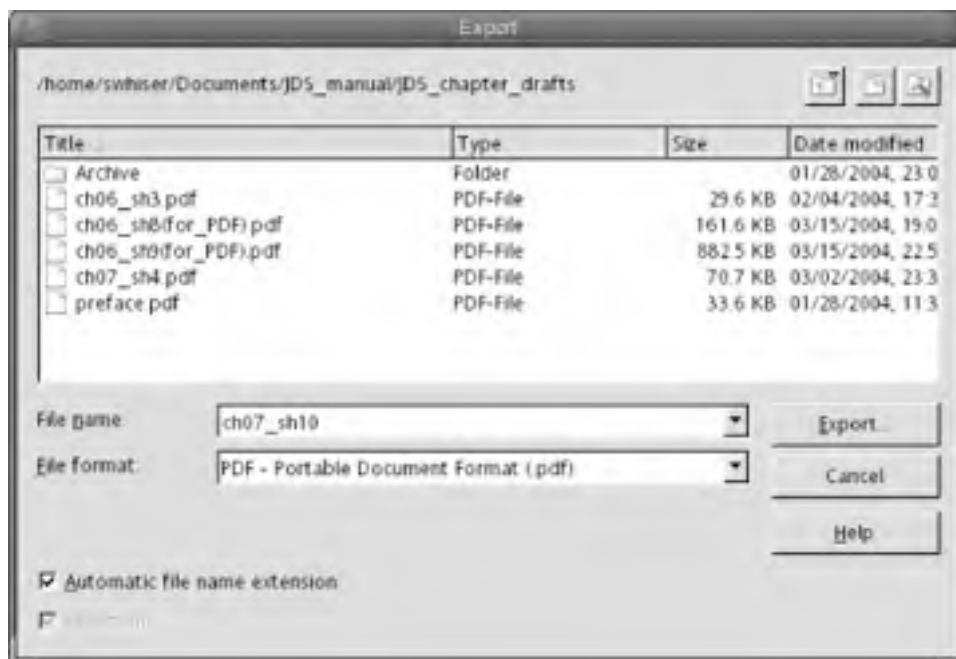 Export
/home/swhiser/Documents/JDS_manual/JDS_chapter_drafts
Title Type Size Date modified
Archive Folder 01/28/2004, 23:0
ch06_sh3.pdf PDF-File 29.6 KB 02/04/2004, 17:3
ch06_sh8(for_PDF).pdf PDF-File 161.6 KB 03/15/2004, 19:0
ch06_sh9(for_PDF).pdf PDF-File 882.5 KB 03/15/2004, 22:5
ch07_sh4.pdf PDF-File 70.7 KB 03/02/2004, 23:3
preface.pdf PDF-File 33.6 KB 01/28/2004, 11:3
File name: ch07_sh10 Export...
File format: PDF - Portable Document Format (.pdf) Cancel
Help
Automatic file name extension